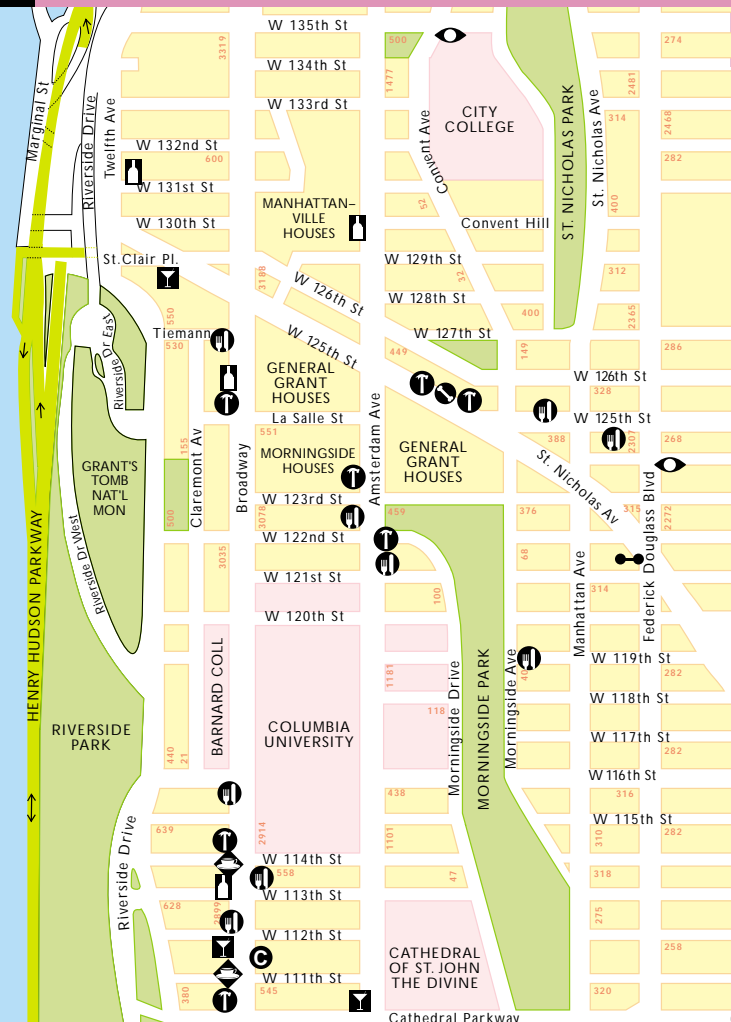 W 135th St
3319
500
274
W 134th St
1477
2481
Marginal St
Riverside Drive
Twelfth Ave
W 133rd St
CITY
COLLEGE
Convent Ave
ST. NICHOLAS PARK
St. Nicholas Ave
314
2468
W 132nd St
600
282
W 131st St
MANHATTAN–
VILLE
HOUSES
52
400
W 130th St
Convent Hill
St.Clair Pl.
W 129th St
3188
32
312
W 126th St
W 128th St
550
400
2365
Tiemann
530
W 125th St
W 127th St
449
149
286
Riverside Dr East
GENERAL
GRANT
HOUSES
W 126th St
328
La Salle St
W 125th St
Claremont Av
155
551
Broadway
Amsterdam Ave
388
2307
268
MORNINGSIDE
HOUSES
GENERAL
GRANT
HOUSES
St. Nicholas Av
GRANT'S
TOMB
NAT'L
MON
W 123rd St
500
3078
459
376
315
2272
Frederick Douglass Blvd
HENRY HUDSON PARKWAY
Riverside Dr West
W 122nd St
3035
68
W 121st St
Manhattan Ave
314
100
W 120th St
BARNARD COLL
1181
W 119th St
40
282
Morningside Drive
MORNINGSIDE PARK
Morningside Ave
W 118th St
118
RIVERSIDE
PARK
COLUMBIA
UNIVERSITY
W 117th St
440
21
282
W 116th St
438
316
W 115th St
Riverside Drive
639
2914
1101
310
282
W 114th St
558
47
318
W 113th St
628
2899
275
W 112th St
CATHEDRAL
OF ST. JOHN
THE DIVINE
258
C
W 111th St
380
545
320
Cathedral Parkway